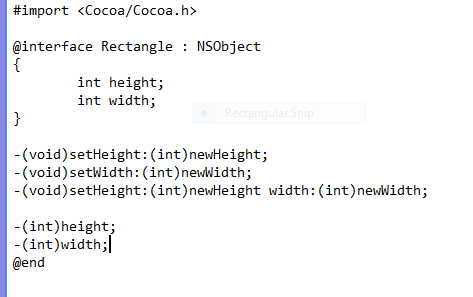 #import <Cocoa/Cocoa.h>
@interface Rectangle : NSObject
{
int height;
int width;
Rectangular Snip
}
-(void)setHeight:(int)newHeight;
-(void)setWidth:(int)newWidth;
-(void)setHeight:(int)newHeight width:(int)newWidth;
-(int)height;
-(int)width;
@end